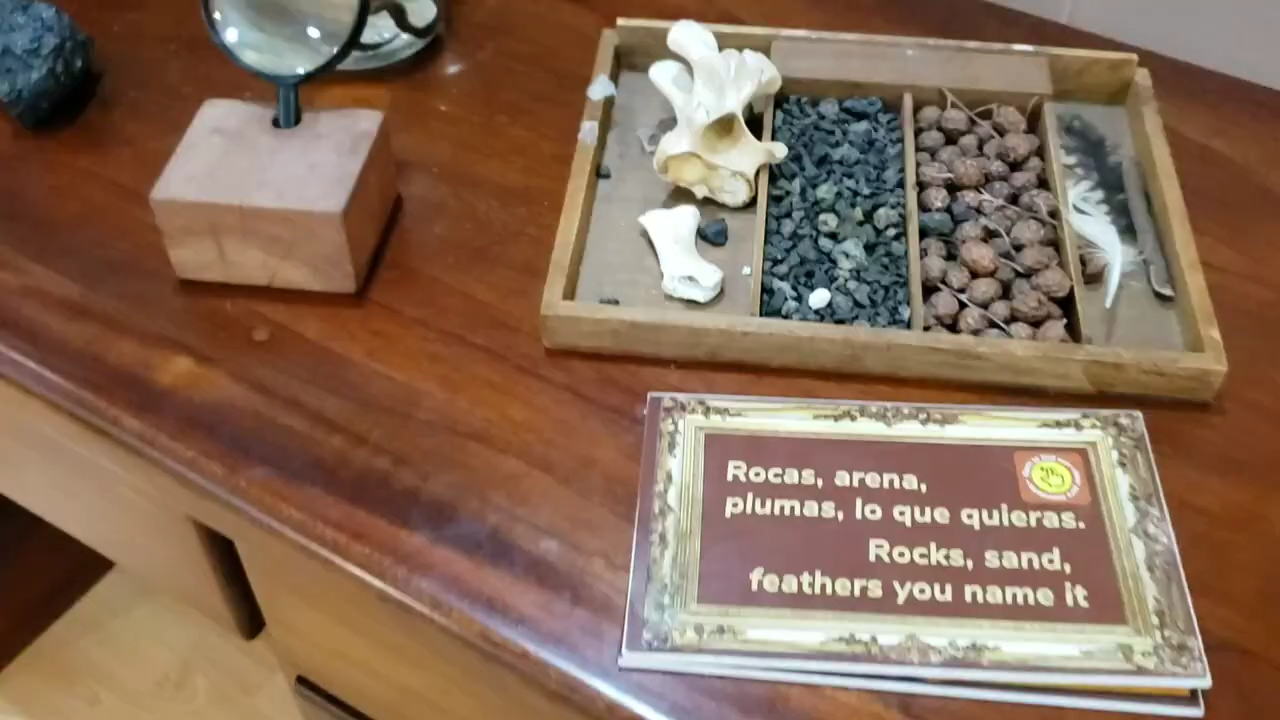 Rocas, arena,
plumas, lo que quieras.
Rocks, sand,
feathers you name it